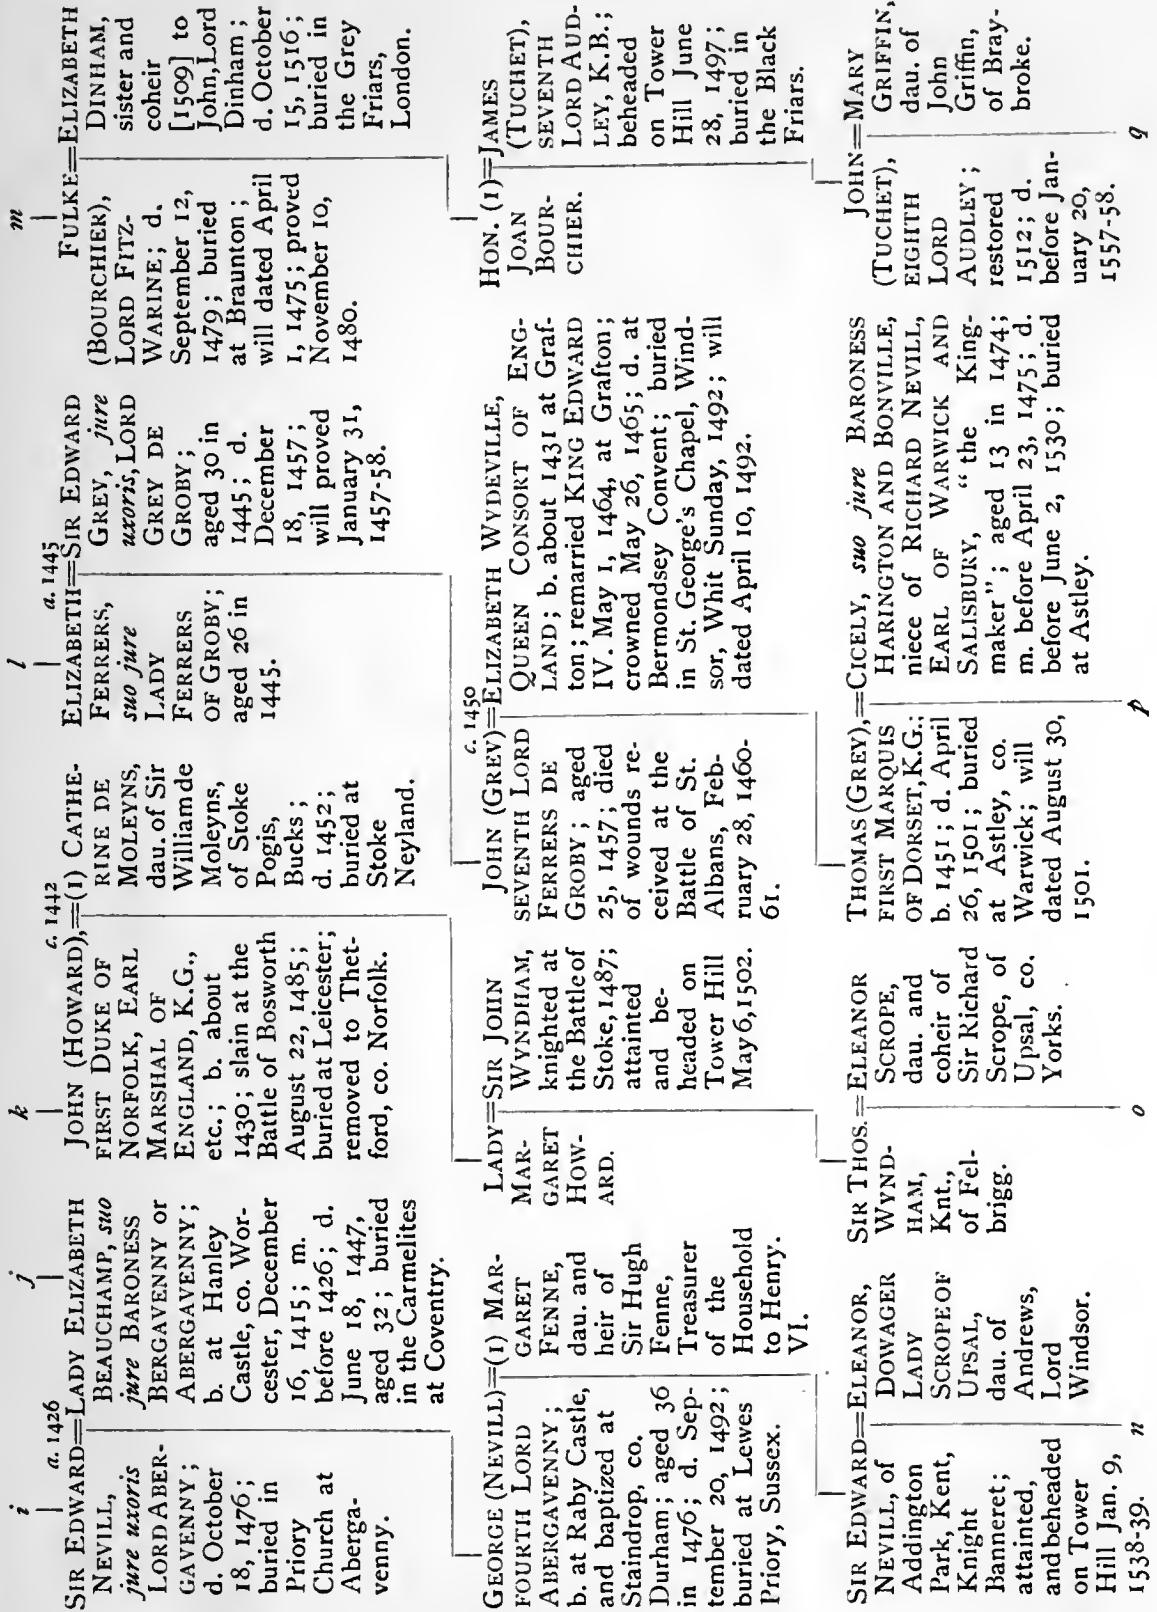 i
a. 1426
SIR EDWARD=LADY ELIZABETH
NEVILL,
jure uxoris
LORD ABER-
GAVENNY;
d. October
18, 1476;
buried in
Priory
Church at
Aberga-
venny.
j
BEAUCHAMP, suo
jure BARONESS
BERGAVENNY or
ABERGAVENNY;
b. at Hanley
Castle, co. Wor-
cester, December
16, 1415; m.
before 1426; d.
June 18, 1447,
aged 32; buried
in the Carmelites
at Coventry.
k
c. 1442
JOHN (HOWARD),=(1) CATHE-
FIRST DUKE OF
NORFOLK, EARL
MARSHAL OF
ENGLAND, K.G.,
etc.; b. about
1430; slain at the
Battle of Bosworth
August 22, 1485;
buried at Leicester;
removed to Thet-
ford, co. Norfolk.
RINE DE
MOLEYNS,
dau. of Sir
William de
Moleyns,
of Stoke
Pogis,
Bucks;
d. 1452;
buried at
Stoke
Neyland.
l
a. 1445
ELIZABETH=SIR EDWARD
FERRERS,
suo jure
LADY
FERRERS
OF GROBY;
aged 26 in
1445.
GREY, jure
uxoris, LORD
GREY DE
GROBY;
aged 30 in
1445; d.
December
18, 1457;
will proved
January 31,
1457-58.
m
FULKE=ELIZABETH
(BOURCHIER),
LORD FITZ-
WARINE; d.
September 12,
1479; buried
at Braunton;
will dated April
1, 1475; proved
November 10,
1480.
DINHAM,
sister and
coheir
[1509] to
John, Lord
Dinham;
d. October
15, 1516;
buried in
the Grey
Friars,
London.
GEORGE (NEVILL)=(1) MAR-
FOURTH LORD
ABERGAVENNY;
b. at Raby Castle,
and baptized at
Staindrop, co.
Durham; aged 36
in 1476; d. Sep-
tember 20, 1492;
buried at Lewes
Priory, Sussex.
GARET
FENNE,
dau. and
heir of
Sir Hugh
Fenne,
Treasurer
of the
Household
to Henry.
VI.
LADY=SIR JOHN
MAR-
GARET
HOW-
ARD.
WYNDHAM,
knighted at
the Battle of
Stoke, 1487;
attainted
and be-
headed on
Tower Hill
May 6, 1502.
c. 1450
JOHN (GREY)=ELIZABETH WYDEVILLE,
SEVENTH LORD
FERRERS DE
GROBY; aged
25, 1457; died
of wounds re-
ceived at the
Battle of St.
Albans, Feb-
ruary 28, 1460-
61.
QUEEN CONSORT OF ENG-
LAND; b. about 1431 at Graf-
ton; remarried KING EDWARD
IV. May 1, 1464, at Grafton;
crowned May 26, 1465; d. at
Bermondsey Convent; buried
in St. George's Chapel, Wind-
sor, Whit Sunday, 1492; will
dated April 10, 1492.
HON. (1)=JAMES
JOAN
BOUR-
CHIER.
(TUCHET),
SEVENTH
LORD AUD-
LEY, K.B.;
beheaded
on Tower
Hill June
28, 1497;
buried in
the Black
Friars.
SIR EDWARD=ELEANOR,
NEVILL, of
Addington
Park, Kent,
Knight
Banneret;
attainted,
and beheaded
on Tower
Hill Jan. 9,
1538-39.
DOWAGER
LADY
SCROPE OF
UPSAL,
dau. of
Andrews,
Lord
Windsor.
n
SIR THOS.=ELEANOR
WYND-
HAM,
Knt.,
of Fel-
brigg.
SCROPE,
dau. and
coheir of
Sir Richard
Scrope, of
Upsal, co.
Yorks.
o
THOMAS (GREY),=CICELY, suo jure BARONESS
FIRST MARQUIS
OF DORSET, K.G.;
b. 1451; d. April
26, 1501; buried
at Astley, co.
Warwick; will
dated August 30,
1501.
HARINGTON AND BONVILLE,
niece of RICHARD NEVILL,
EARL OF WARWICK AND
SALISBURY, "the King-
maker"; aged 13 in 1474;
m. before April 23, 1475; d.
before June 2, 1530; buried
at Astley.
p
JOHN=MARY
(TUCHET),
EIGHTH
LORD
AUDLEY;
restored
1512; d.
before Jan-
uary 20,
1557-58.
GRIFFIN,
dau. of
John
Griffin,
of Bray-
broke.
q